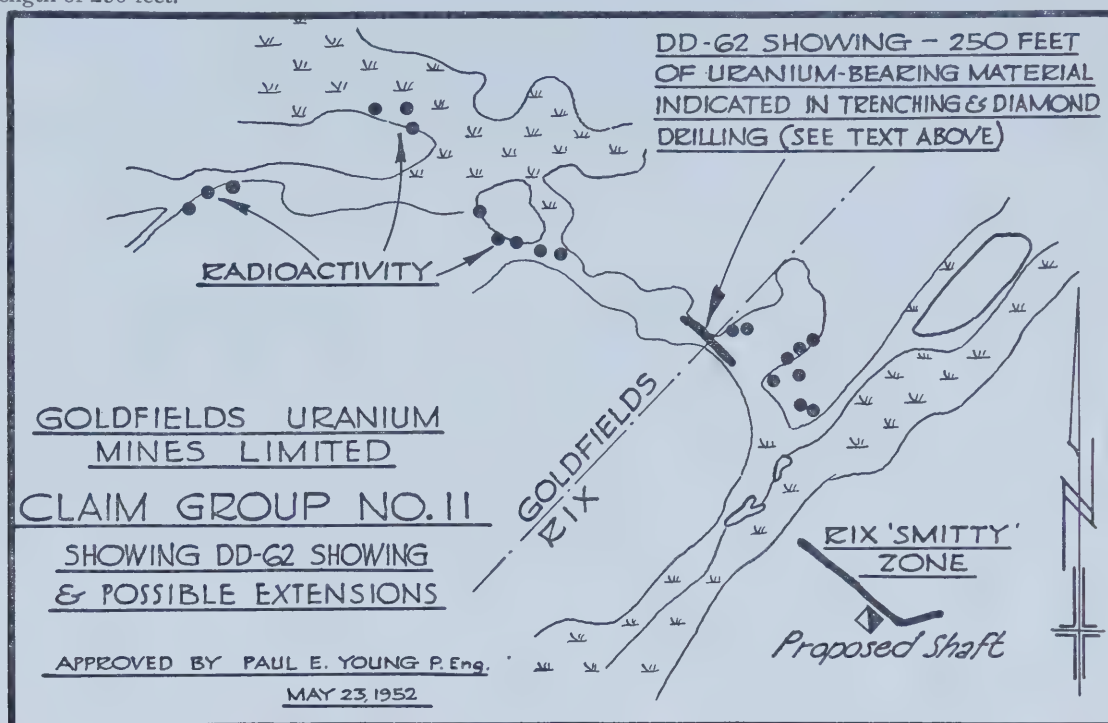 length of 250 feet.
DD-62 SHOWING – 250 FEET
OF URANIUM-BEARING MATERIAL
INDICATED IN TRENCHING & DIAMOND
DRILLING (SEE TEXT ABOVE)
RADIOACTIVITY
GOLDFIELDS
RIX
GOLDFIELDS URANIUM
MINES LIMITED
CLAIM GROUP NO. 11
SHOWING DD-62 SHOWING
& POSSIBLE EXTENSIONS
APPROVED BY PAUL E. YOUNG P. Eng.
MAY 23, 1952
RIX 'SMITTY'
ZONE
Proposed Shaft